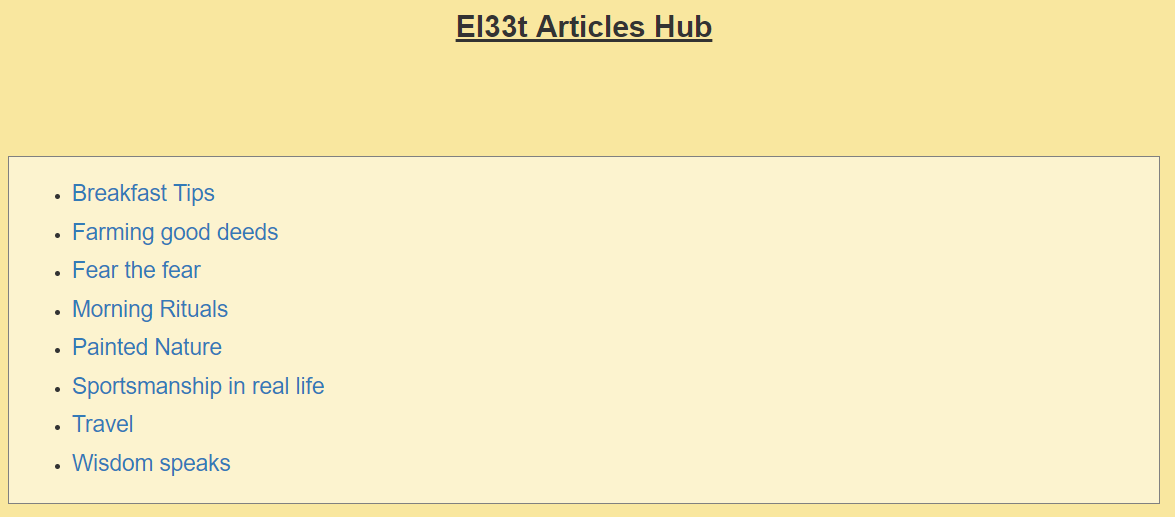 El33t Articles Hub
Breakfast Tips
Farming good deeds
Fear the fear
Morning Rituals
Painted Nature
Sportsmanship in real life
Travel
Wisdom speaks